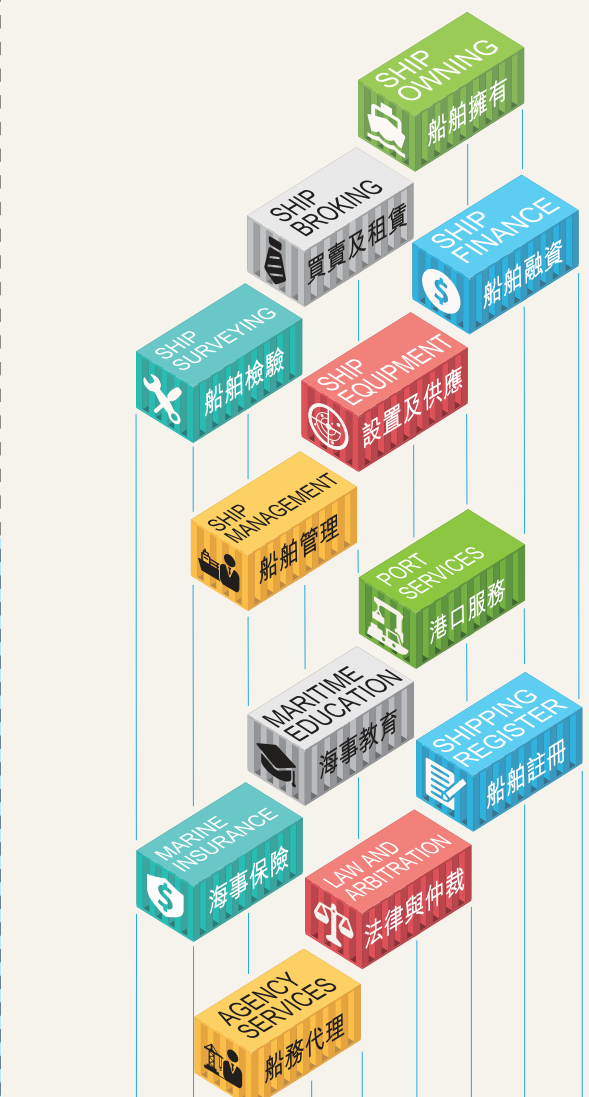 SHIP
OWNING
船舶擁有
SHIP
BROKING
買賣及租賃
SHIP
FINANCE
船舶融資
SHIP
SURVEYING
船舶檢驗
SHIP
EQUIPMENT
設置及供應
SHIP
MANAGEMENT
船舶管理
PORT
SERVICES
港口服務
MARITIME
EDUCATION
海事教育
SHIPPING
REGISTER
船舶註冊
MARINE
INSURANCE
海事保險
LAW AND
ARBITRATION
法律與仲裁
AGENCY
SERVICES
船務代理